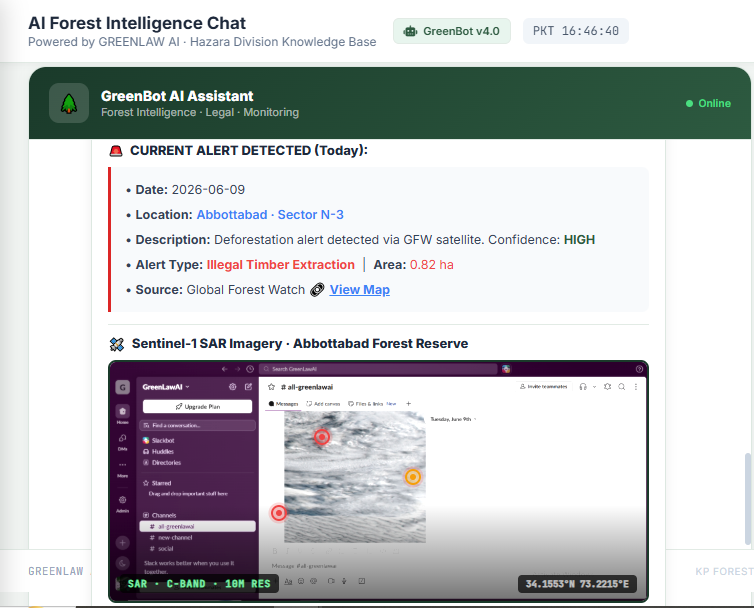 AI Forest Intelligence Chat
Powered by GREENLAW AI · Hazara Division Knowledge Base
GreenBot v4.0
PKT 16:46:40
GreenBot AI Assistant
Forest Intelligence · Legal · Monitoring
Online
CURRENT ALERT DETECTED (Today):
• Date: 2026-06-09
• Location: Abbottabad · Sector N-3
• Description: Deforestation alert detected via GFW satellite. Confidence: HIGH
• Alert Type: Illegal Timber Extraction | Area: 0.82 ha
• Source: Global Forest Watch View Map
Sentinel-1 SAR Imagery · Abbottabad Forest Reserve
Search GreenLawAI
G
GreenLawAI
# all-greenlawai
Invite teammates
Upgrade Plan
Messages
Add canvas
Files & links
New
Find a conversation...
Home
Slackbot
Huddles
Directories
DMs
More
Starred
Drag and drop important stuff here
Admin
Channels
# all-greenlawai
# new-channel
# social
Slack works better when you use it
together.
Tuesday, June 9th
Message # all-greenlawai
Aa
SAR · C-BAND · 10M RES
34.1553°N 73.2215°E
GREENLAW
KP FOREST